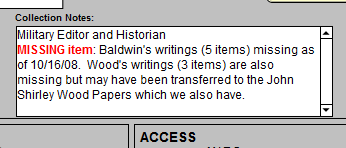 Collection Notes:
Military Editor and Historian
MISSING item: Baldwin's writings (5 items) missing as
of 10/16/08.  Wood's writings (3 items) are also
missing but may have been transferred to the John
Shirley Wood Papers which we also have.
ACCESS